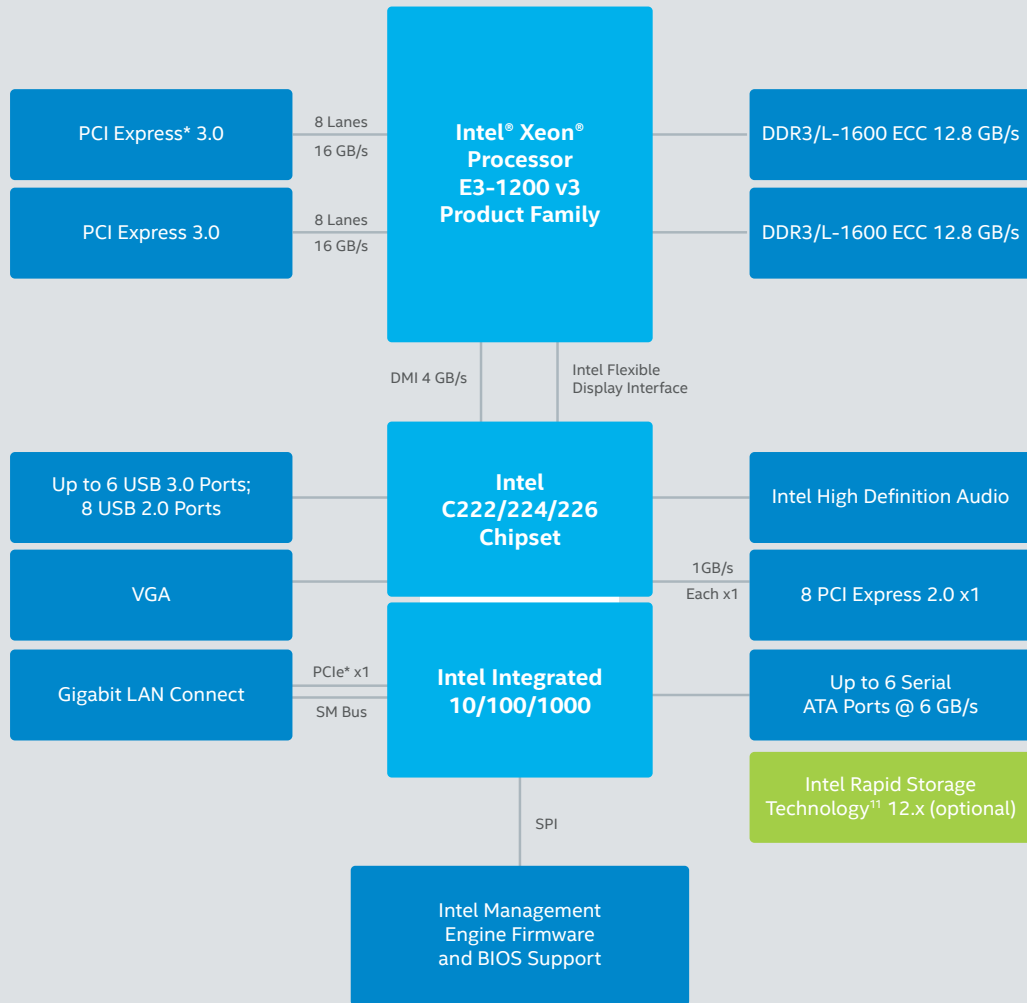 PCI Express* 3.0
8 Lanes
16 GB/s
Intel® Xeon®
Processor
E3-1200 v3
Product Family
DDR3/L-1600 ECC 12.8 GB/s
PCI Express 3.0
8 Lanes
16 GB/s
DDR3/L-1600 ECC 12.8 GB/s
DMI 4 GB/s
Intel Flexible
Display Interface
Up to 6 USB 3.0 Ports;
8 USB 2.0 Ports
Intel
C222/224/226
Chipset
Intel High Definition Audio
VGA
1GB/s
Each x1
8 PCI Express 2.0 x1
Gigabit LAN Connect
PCIe* x1
SM Bus
Intel Integrated
10/100/1000
Up to 6 Serial
ATA Ports @ 6 GB/s
Intel Rapid Storage
Technology¹¹ 12.x (optional)
SPI
Intel Management
Engine Firmware
and BIOS Support